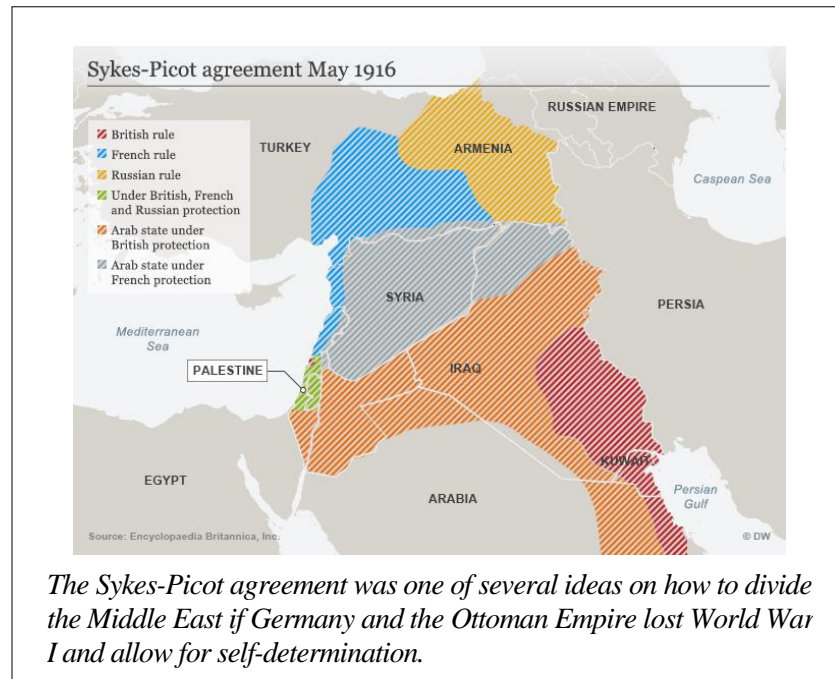 Sykes-Picot agreement May 1916
RUSSIAN EMPIRE
British rule
French rule
Russian rule
Under British, French
and Russian protection
Arab state under
British protection
Arab state under
French protection
TURKEY
ARMENIA
Caspean Sea
SYRIA
PERSIA
Mediterranean
Sea
PALESTINE
IRAQ
EGYPT
ARABIA
KUWAIT
Persian
Gulf
Source: Encyclopaedia Britannica, Inc.
© DW
The Sykes-Picot agreement was one of several ideas on how to divide
the Middle East if Germany and the Ottoman Empire lost World War
I and allow for self-determination.